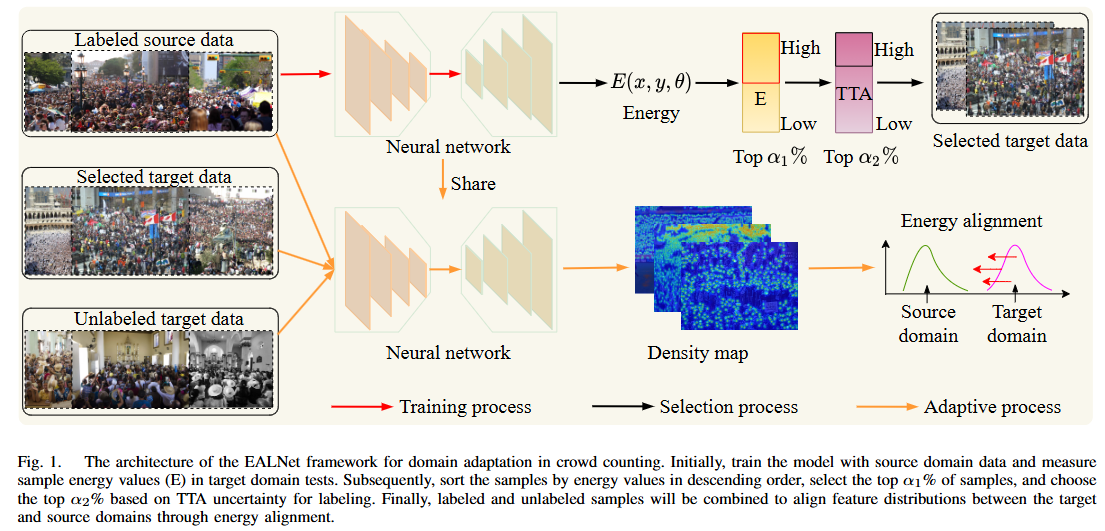 Labeled source data
Neural network
E(x, y, θ)
Energy
High
E
Low
Top α₁%
High
TTA
Low
Top α₂%
Selected target data
Share
Selected target data
Unlabeled target data
Neural network
Density map
Energy alignment
Source
domain
Target
domain
Training process
Selection process
Adaptive process
Fig. 1. The architecture of the EALNet framework for domain adaptation in crowd counting. Initially, train the model with source domain data and measure
sample energy values (E) in target domain tests. Subsequently, sort the samples by energy values in descending order, select the top α₁% of samples, and choose
the top α₂% based on TTA uncertainty for labeling. Finally, labeled and unlabeled samples will be combined to align feature distributions between the target
and source domains through energy alignment.